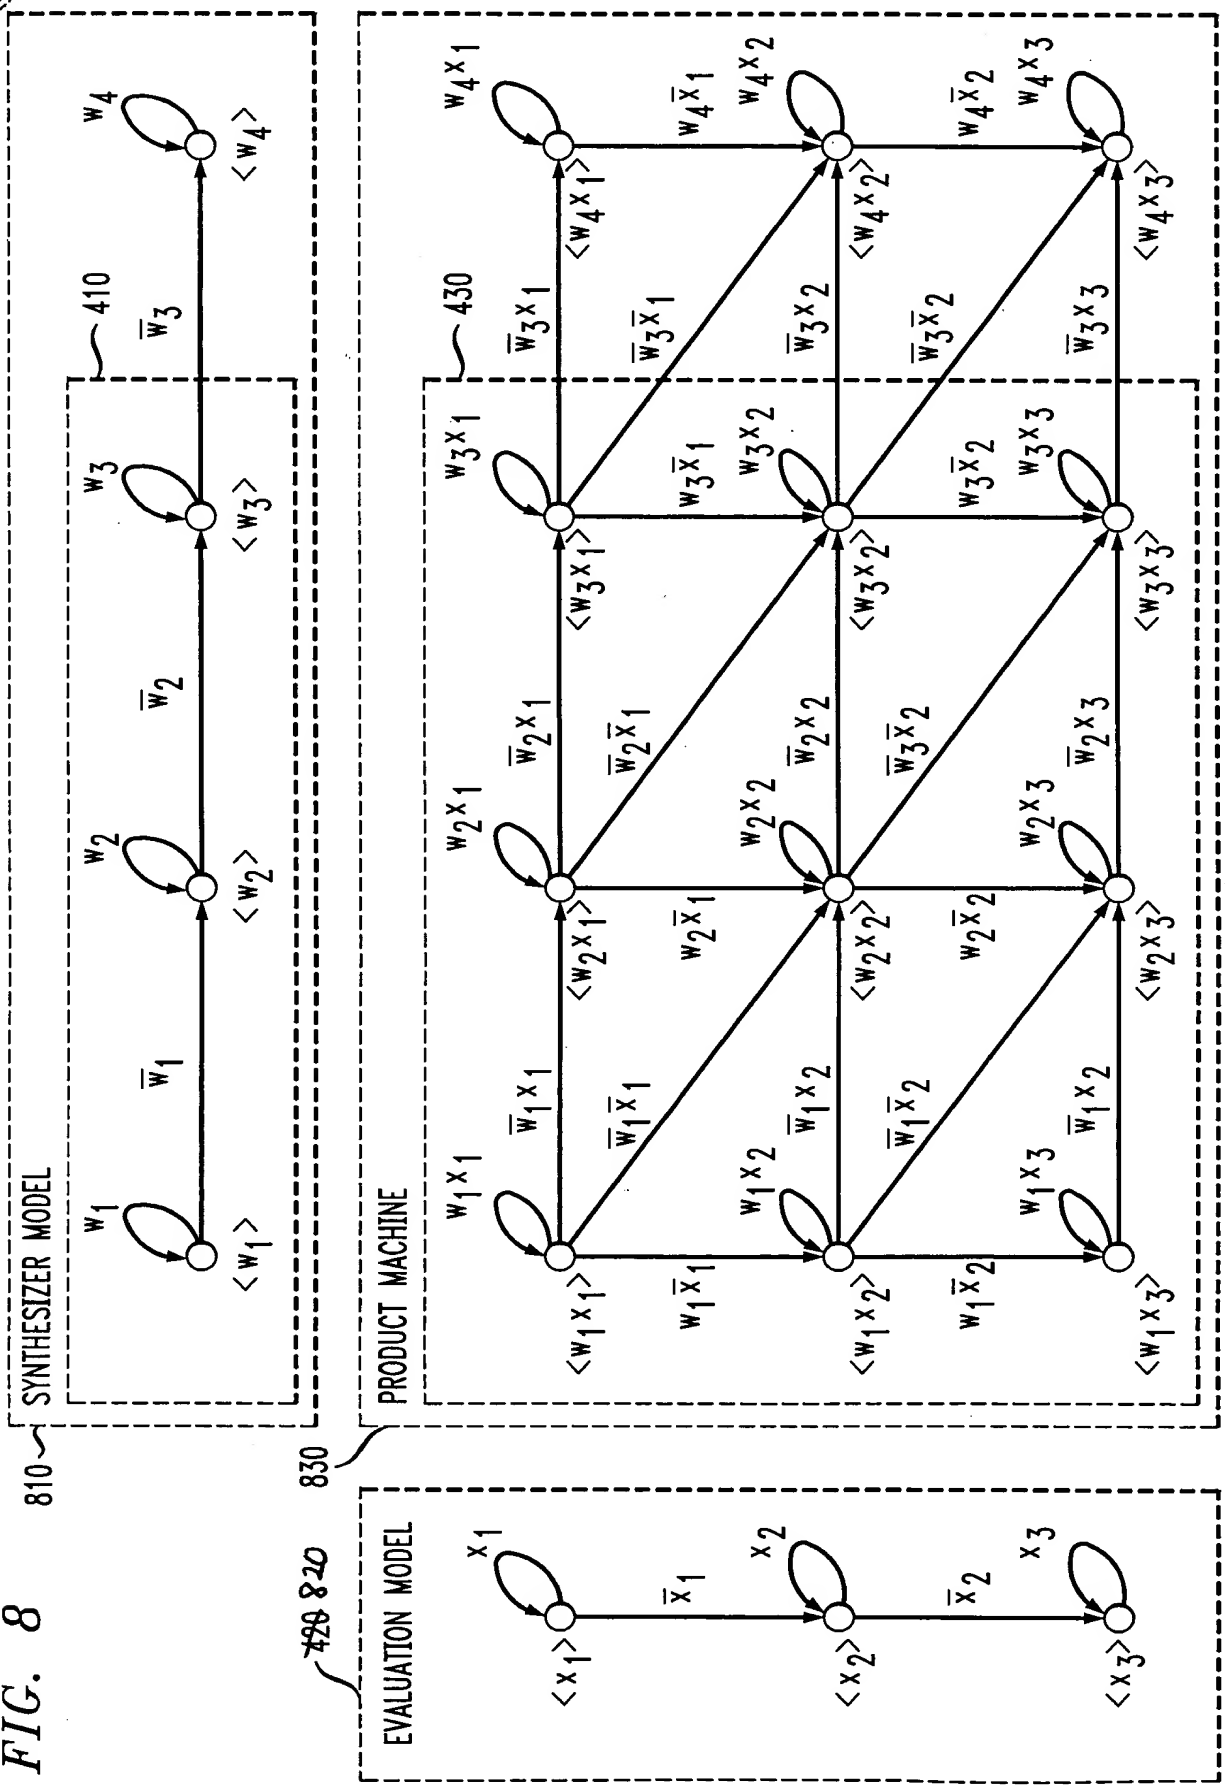 FIG. 8
810 SYNTHESIZER MODEL
410
w₁ w₂ w₃ w₄
w̄₁ w̄₂ w̄₃
<w₁> <w₂> <w₃> <w₄>
420 820
830
EVALUATION MODEL
PRODUCT MACHINE
430
x₁ w₁x₁ w₂x₁ w₃x₁ w₄x₁
w̄₁x₁ w̄₂x₁ w̄₃x₁
<x₁> <w₁x₁> <w₂x₁> <w₃x₁> <w₄x₁>
w̄₁x̄₁ w̄₂x̄₁ w̄₃x̄₁
x̄₁ w₁x̄₁ w₂x̄₁ w₃x̄₁ w₄x̄₁
x₂ w₁x₂ w₂x₂ w₃x₂ w₄x₂
w̄₁x₂ w̄₂x₂ w̄₃x₂
<x₂> <w₁x₂> <w₂x₂> <w₃x₂> <w₄x₂>
w̄₁x̄₂ w̄₃x̄₂ w̄₃x̄₂
x̄₂ w₁x̄₂ w₂x̄₂ w₃x̄₂ w₄x̄₂
x₃ w₁x₃ w₂x₃ w₃x₃ w₄x₃
w̄₁x₂ w̄₂x₃ w̄₃x₃
<x₃> <w₁x₃> <w₂x₃> <w₃x₃> <w₄x₃>